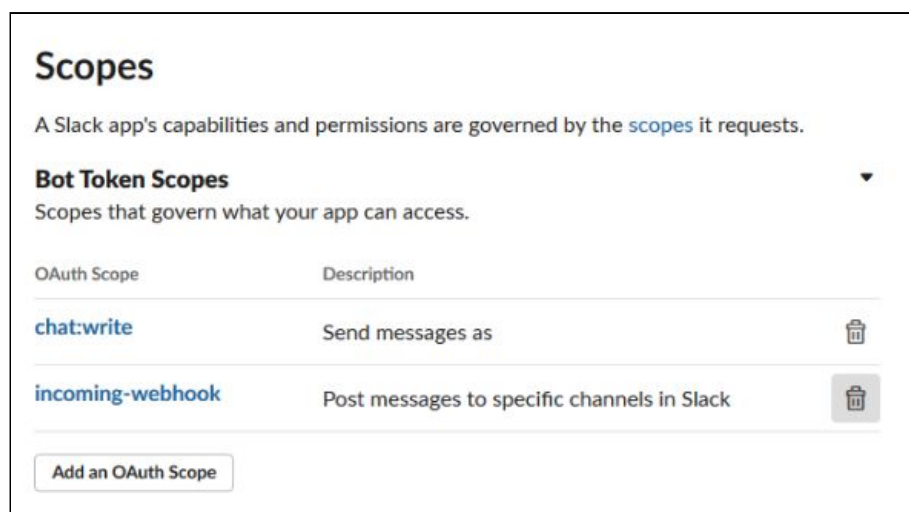 Scopes
A Slack app's capabilities and permissions are governed by the scopes it requests.
Bot Token Scopes
Scopes that govern what your app can access.
OAuth Scope Description
chat:write Send messages as
incoming-webhook Post messages to specific channels in Slack
Add an OAuth Scope